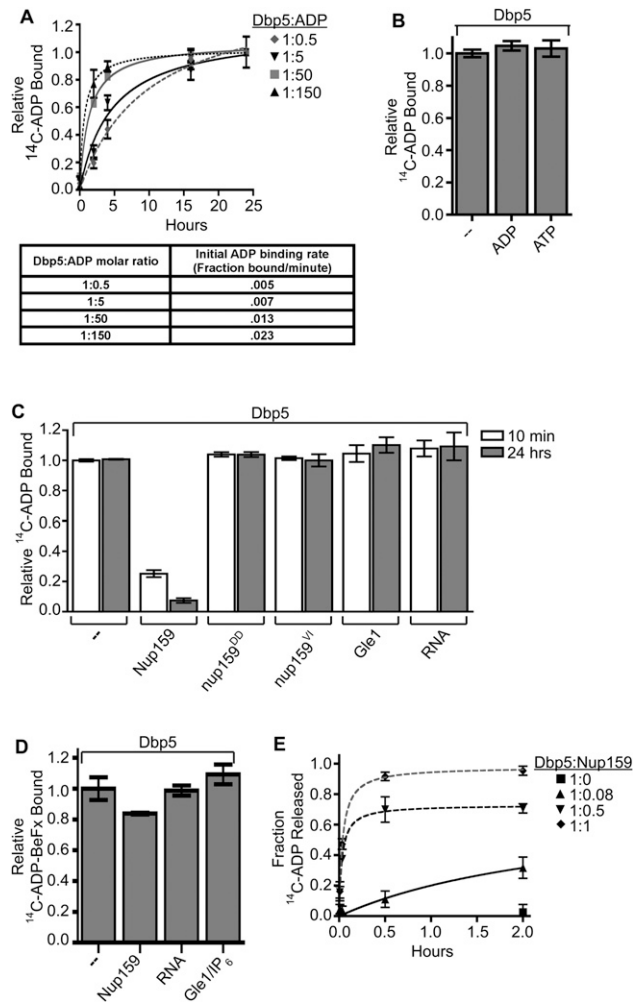 A
Relative
14C-ADP Bound
1.2
1.0
0.8
0.6
0.4
0.2
0.0
0 5 10 15 20 25
Hours
Dbp5:ADP
1:0.5
1:5
1:50
1:150
Dbp5:ADP molar ratio Initial ADP binding rate
(Fraction bound/minute)
1:0.5 .005
1:5 .007
1:50 .013
1:150 .023
B
Dbp5
Relative
14C-ADP Bound
1.2
1.0
0.8
0.6
0.4
0.2
0.0
-- ADP ATP
C
Dbp5
Relative 14C-ADP Bound
1.2
1.0
0.8
0.6
0.4
0.2
0.0
-- Nup159 nup159DD nup159VI Gle1 RNA
10 min
24 hrs
D
Dbp5
Relative
14C-ADP-BeFx Bound
1.2
1.0
0.8
0.6
0.4
0.2
0.0
-- Nup159 RNA Gle1/IP6
E
Fraction
14C-ADP Released
1.0
0.8
0.6
0.4
0.2
0.0
0.0 0.5 1.0 1.5 2.0
Hours
Dbp5:Nup159
1:0
1:0.08
1:0.5
1:1